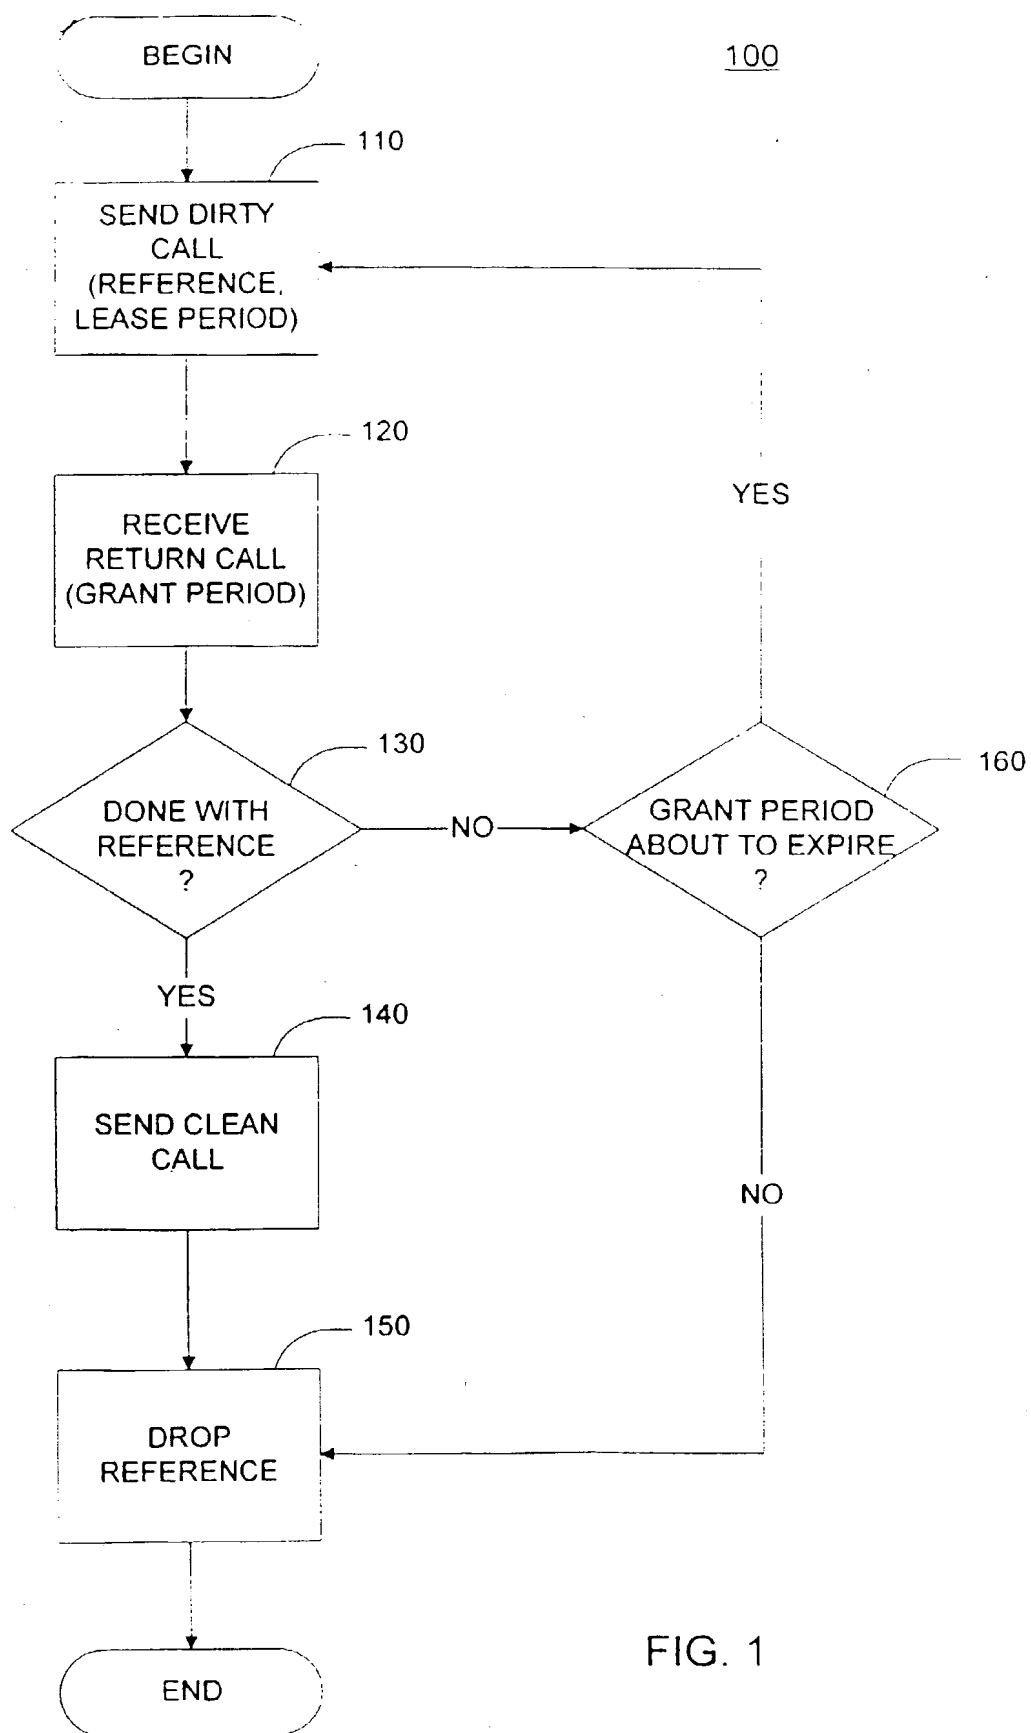 BEGIN
100
110
SEND DIRTY
CALL
(REFERENCE,
LEASE PERIOD)
120
RECEIVE
RETURN CALL
(GRANT PERIOD)
YES
130
DONE WITH
REFERENCE
?
NO
160
GRANT PERIOD
ABOUT TO EXPIRE
?
YES
140
SEND CLEAN
CALL
NO
150
DROP
REFERENCE
END
FIG. 1